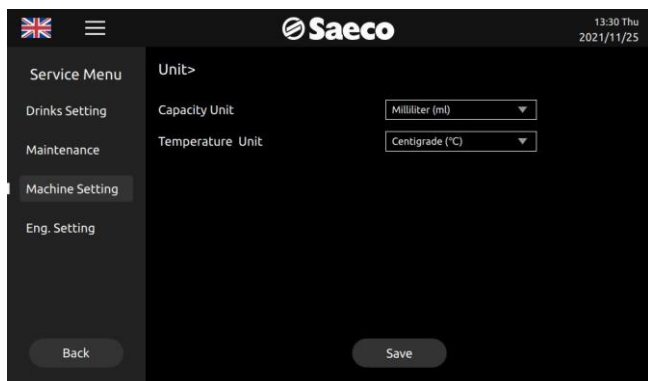 Saeco
13:30 Thu
2021/11/25
Service Menu
Drinks Setting
Maintenance
Machine Setting
Eng. Setting
Back
Unit>
Capacity Unit
Milliliter (ml)
Temperature Unit
Centigrade (°C)
Save